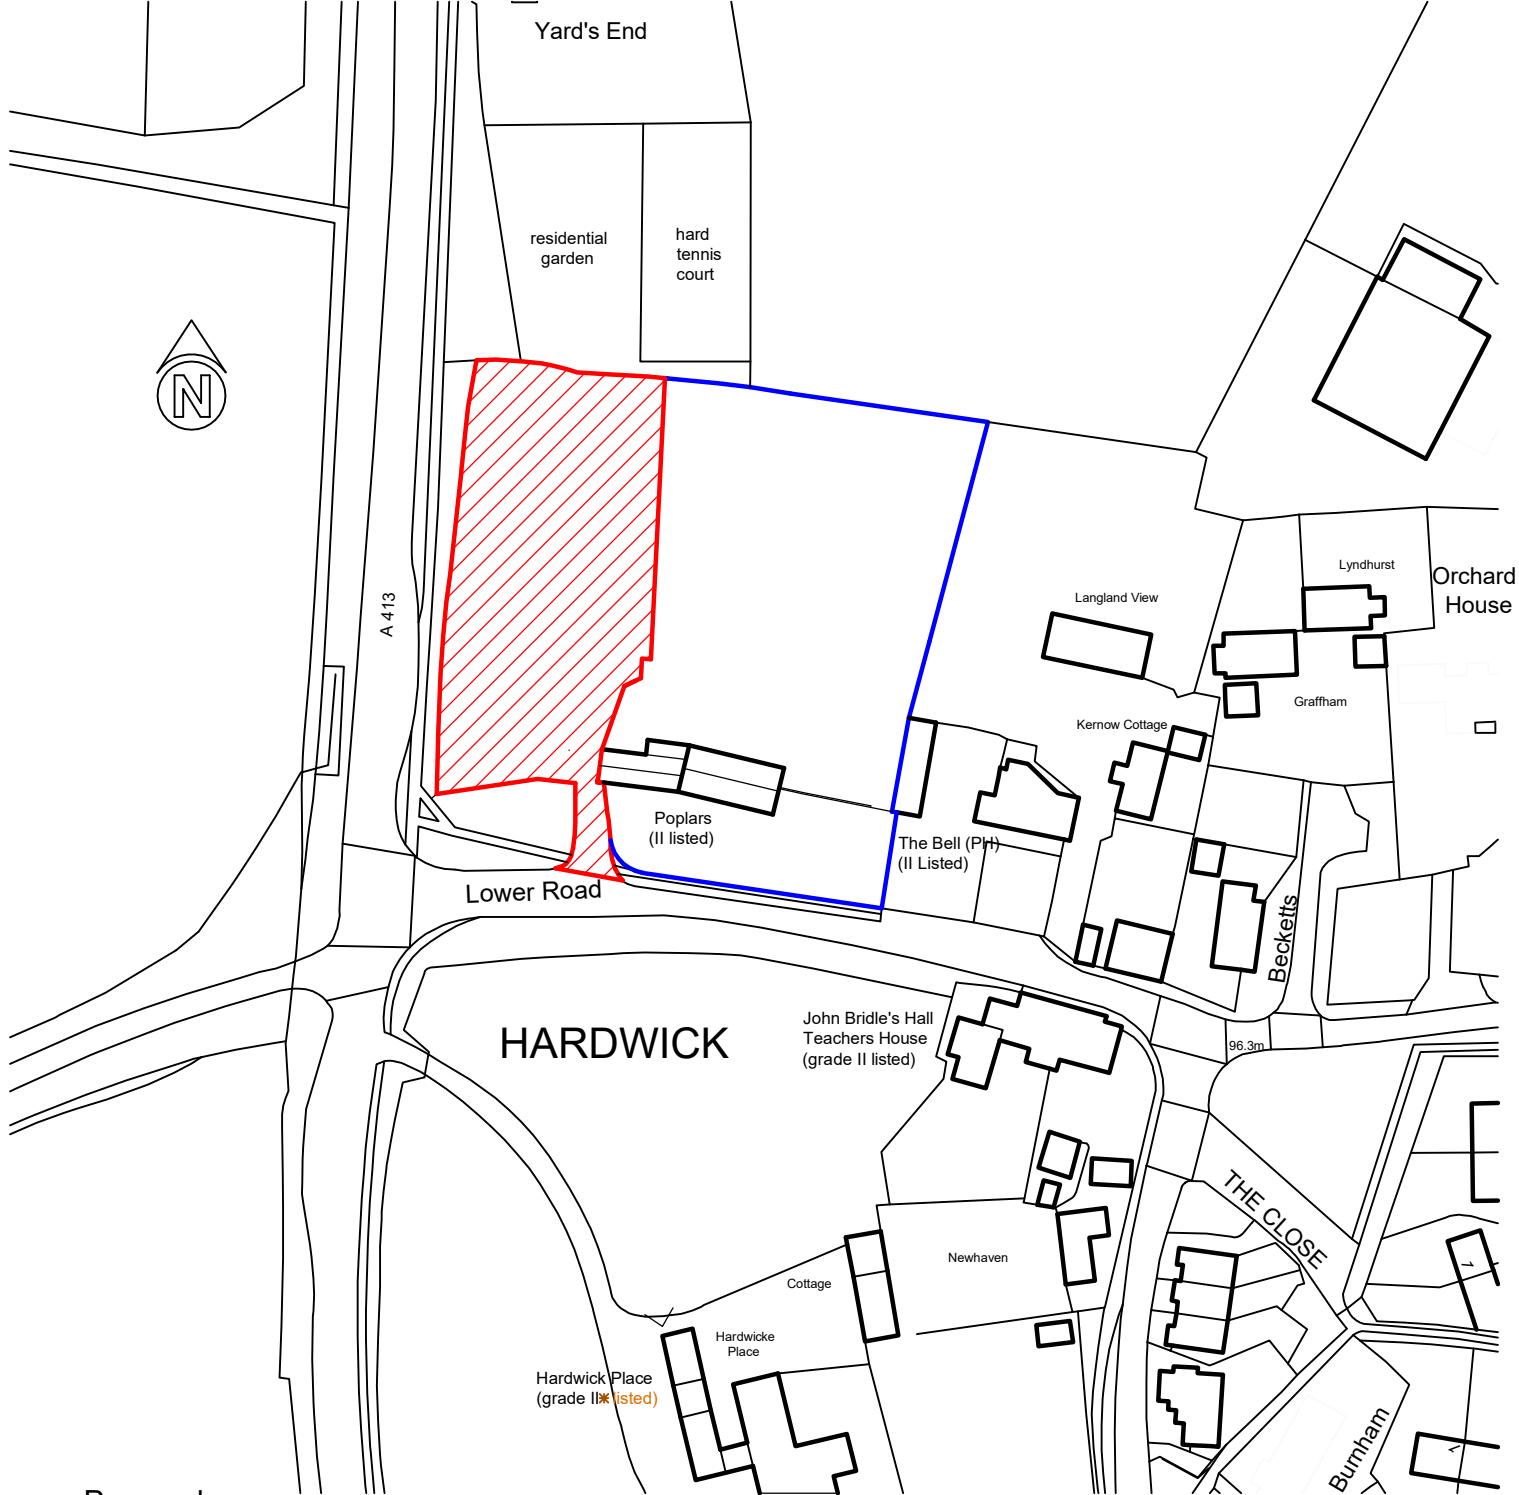 Yard's End
residential
garden
hard
tennis
court
N
A 413
Lyndhurst
Orchard
House
Langland View
Graffham
Kernow Cottage
Poplars
(II listed)
The Bell (PH)
(II Listed)
Lower Road
Becketts
HARDWICK
John Bridle's Hall
Teachers House
(grade II listed)
96.3m
THE CLOSE
Newhaven
Cottage
Hardwicke
Place
Hardwick Place
(grade II* listed)
1
Burnham